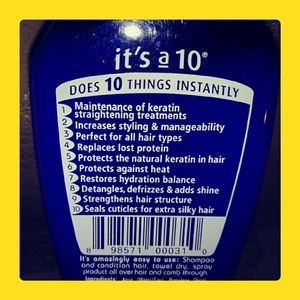 it's a 10®
DOES 10 THINGS INSTANTLY
1 Maintenance of keratin
straightening treatments
2 Increases styling & manageability
3 Perfect for all hair types
4 Replaces lost protein
5 Protects the natural keratin in hair
6 Protects against heat
7 Restores hydration balance
8 Detangles, defrizzes & adds shine
9 Strengthens hair structure
10 Seals cuticles for extra silky hair
8 98571 00031 0
It's amazingly easy to use: Shampoo
and condition hair, towel dry, spray
product all over hair and comb through.
Ingredients: Aqua (Water/Eau),